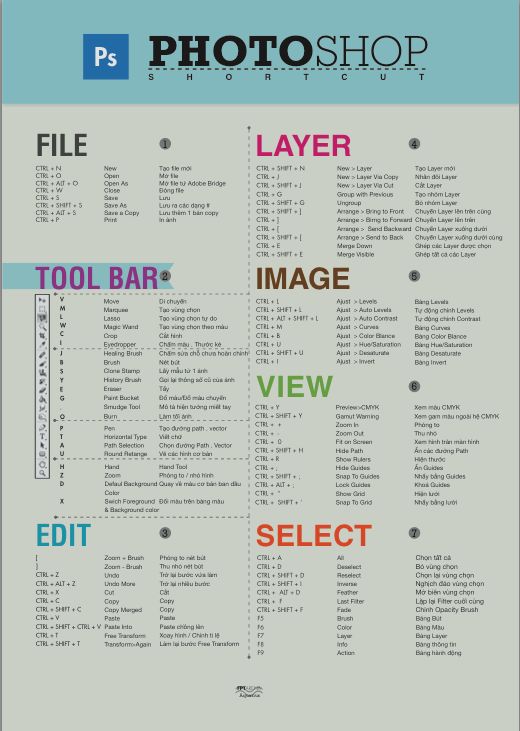 Ps
PHOTOSHOP
SHORTCUT
FILE 1
CTRL + N New Tạo file mới
CTRL + O Open Mở file
CTRL + ALT + O Open As Mở file từ Adobe Bridge
CTRL + W Close Đóng file
CTRL + S Save Lưu
CTRL + SHIFT + S Save As Lưu ra các dạng #
CTRL + ALT + S Save a Copy Lưu thêm 1 bản copy
CTRL + P Print In ảnh
TOOL BAR 2
V Move Di chuyển
M Marquee Tạo vùng chọn
L Lasso Tạo vùng chọn tự do
W Magic Wand Tạo vùng chọn theo màu
C Crop Cắt hình
I Eyedropper Chấm màu , Thước kẻ
J Healing Brush Chấm sửa chỗ chưa hoàn chỉnh
B Brush Nét bút
S Clone Stamp Lấy mẫu từ 1 ảnh
Y History Brush Gọi lại thông số cũ của ảnh
E Eraser Tẩy
G Paint Bucket Đổ màu/Đổ màu chuyển
Smudge Tool Mô tả hiện tượng miết tay
O Burn Làm tối ảnh
P Pen Tạo đường path . vector
T Horizontal Type Viết chữ
A Path Selection Chọn đường Path . Vector
U Round Retange Vẽ các hình cơ bản
H Hand Hand Tool
Z Zoom Phóng to / nhỏ hình
D Defaul Background Quay về màu cơ bản ban đầu
Color
X Swich Foreground Đổi màu trên bảng màu
& Background color
EDIT 3
[ Zoom + Brush Phóng to nét bút
] Zoom - Brush Thu nhỏ nét bút
CTRL + Z Undo Trở lại bước vừa làm
CTRL + ALT + Z Undo More Trở lại nhiều bước
CTRL + X Cut Cắt
CTRL + C Copy Copy
CTRL + SHIFT + C Copy Merged Copy
CTRL + V Paste Paste
CTRL + SHIFT + CTRL + V Paste Into Paste chồng lên
CTRL + T Free Transform Xoay hình / Chỉnh tỉ lệ
CTRL + SHIFT + T Transform>Again Làm lại bước Free Transform
LAYER 4
CTRL + SHIFT + N New > Layer Tạo Layer mới
CTRL + J New > Layer Via Copy Nhân đôi Layer
CTRL + SHIFT + J New > Layer Via Cut Cắt Layer
CTRL + G Group with Previous Tạo nhóm Layer
CTRL + SHIFT + G Ungroup Bỏ nhóm Layer
CTRL + SHIFT + ] Arrange > Bring to Front Chuyển Layer lên trên cùng
CTRL + ] Arrange > Bring to Forward Chuyển Layer lên trên
CTRL + [ Arrange > Send Backward Chuyển Layer xuống dưới
CTRL + SHIFT + [ Arrange > Send to Back Chuyển Layer xuống dưới cùng
CTRL + E Merge Down Ghép các Layer được chọn
CTRL + SHIFT + E Merge Visible Ghép tất cả các Layer
IMAGE 5
CTRL + L Ajust > Levels Bảng Levels
CTRL + SHIFT + L Ajust > Auto Levels Tự động chỉnh Levels
CTRL + ALT + SHIFT + L Ajust > Auto Contrast Tự động chỉnh Contrast
CTRL + M Ajust > Curves Bảng Curves
CTRL + B Ajust > Color Blance Bảng Color Blance
CTRL + U Ajust > Hue/Saturation Bảng Hue/Saturation
CTRL + SHIFT + U Ajust > Desaturate Bảng Desaturate
CTRL + I Ajust > Invert Bảng Invert
VIEW 6
CTRL + Y Preview>CMYK Xem màu CMYK
CTRL + SHIFT + Y Gamut Warning Xem gam màu ngoài hệ CMYK
CTRL + + Zoom In Phóng to
CTRL + - Zoom Out Thu nhỏ
CTRL + 0 Fit on Screen Xem hình tràn màn hình
CTRL + SHIFT + H Hide Path Ẩn các đường Path
CTRL + R Show Rulers Hiện thước
CTRL + ; Hide Guides Ẩn Guides
CTRL + SHIFT + ; Snap To Guides Nhẩy bằng Guides
CTRL + ALT + ; Lock Guides Khoá Guides
CTRL + " Show Grid Hiện lưới
CTRL + SHIFT + ' Snap To Grid Nhẩy bằng lưới
SELECT 7
CTRL + A All Chọn tất cả
CTRL + D Deselect Bỏ vùng chọn
CTRL + SHIFT + D Reselect Chọn lại vùng chọn
CTRL + SHIFT + I Inverse Nghịch đảo vùng chọn
CTRL + ALT + D Feather Mờ biên vùng chọn
CTRL + F Last Filter Lặp lại Filter cuối cùng
CTRL + SHIFT + F Fade Chỉnh Opacity Brush
F5 Brush Bảng Bút
F6 Color Bảng Màu
F7 Layer Bảng Layer
F8 Info Bảng thông tin
F9 Action Bảng hành động